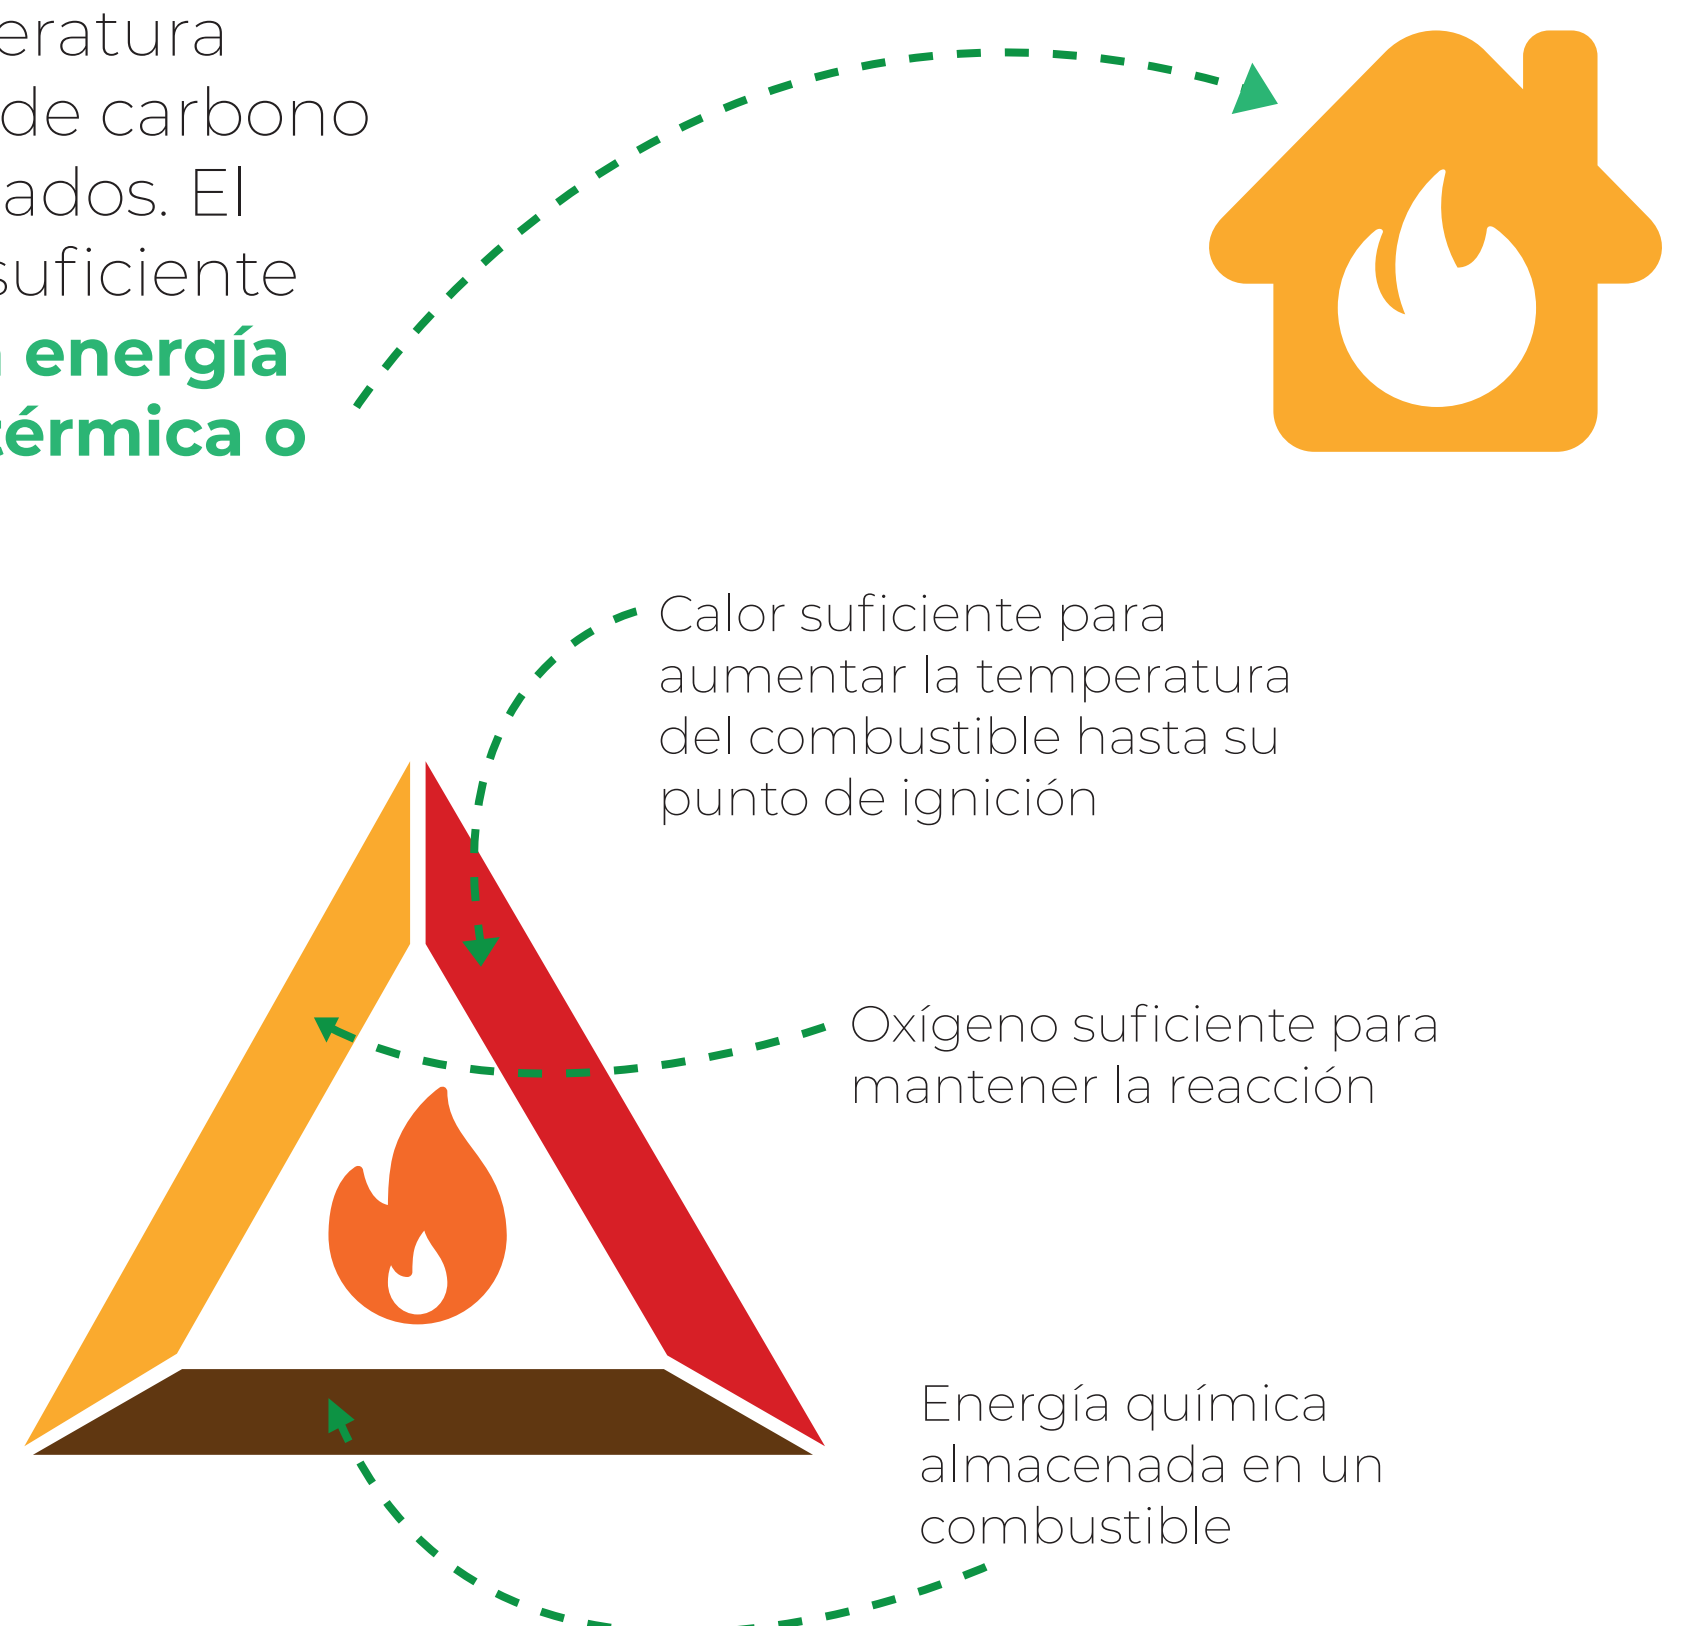 eratura
de carbono
ados. El
suficiente
energía
térmica o
Calor suficiente para
aumentar la temperatura
del combustible hasta su
punto de ignición
Oxígeno suficiente para
mantener la reacción
Energía química
almacenada en un
combustible